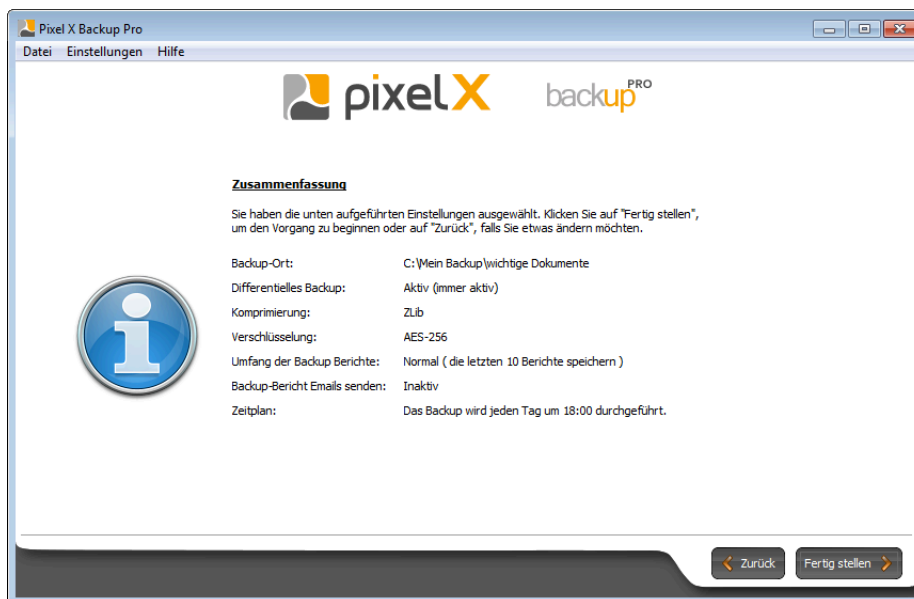 Pixel X Backup Pro
Datei Einstellungen Hilfe
pixelX backupPRO
Zusammenfassung
Sie haben die unten aufgeführten Einstellungen ausgewählt. Klicken Sie auf "Fertig stellen",
um den Vorgang zu beginnen oder auf "Zurück", falls Sie etwas ändern möchten.
Backup-Ort: C:\Mein Backup\wichtige Dokumente
Differentielles Backup: Aktiv (immer aktiv)
Komprimierung: ZLib
Verschlüsselung: AES-256
Umfang der Backup Berichte: Normal ( die letzten 10 Berichte speichern )
Backup-Bericht Emails senden: Inaktiv
Zeitplan: Das Backup wird jeden Tag um 18:00 durchgeführt.
Zurück Fertig stellen